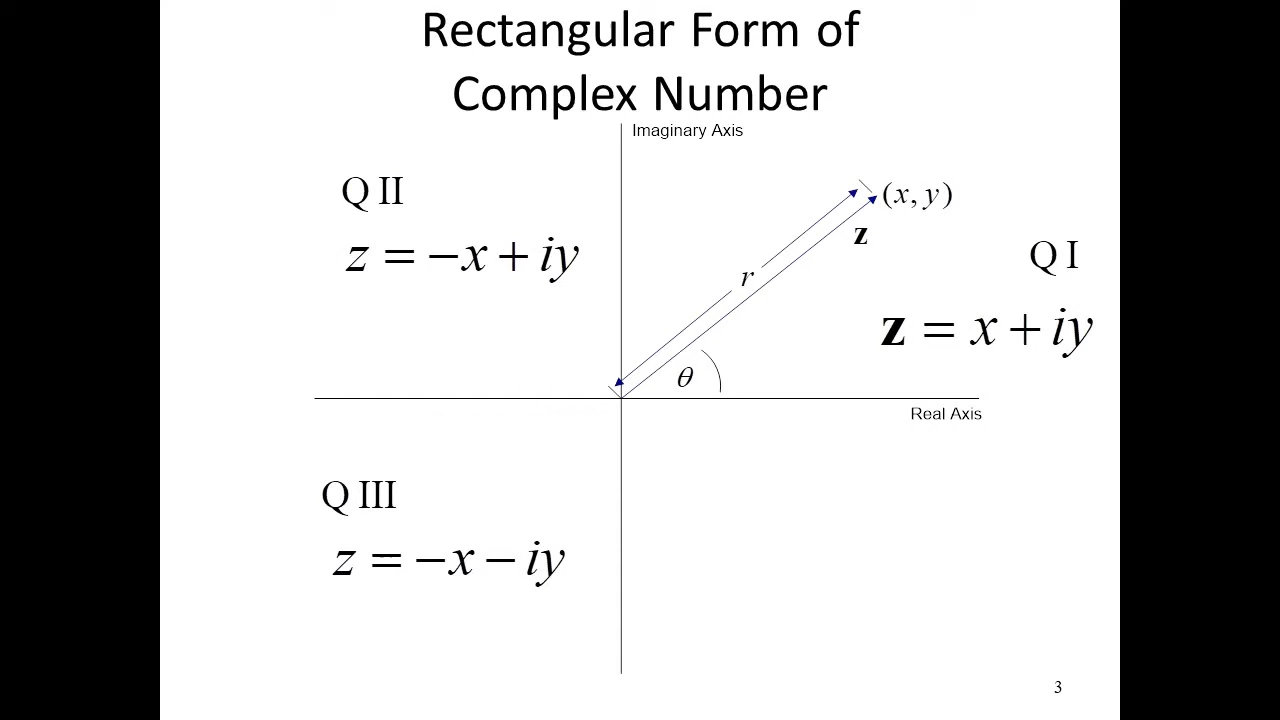 Rectangular Form of
Complex Number
Imaginary Axis
Q II
z = −x + iy
(x, y)
z
Q I
z = x + iy
r
θ
Real Axis
Q III
z = −x − iy
3